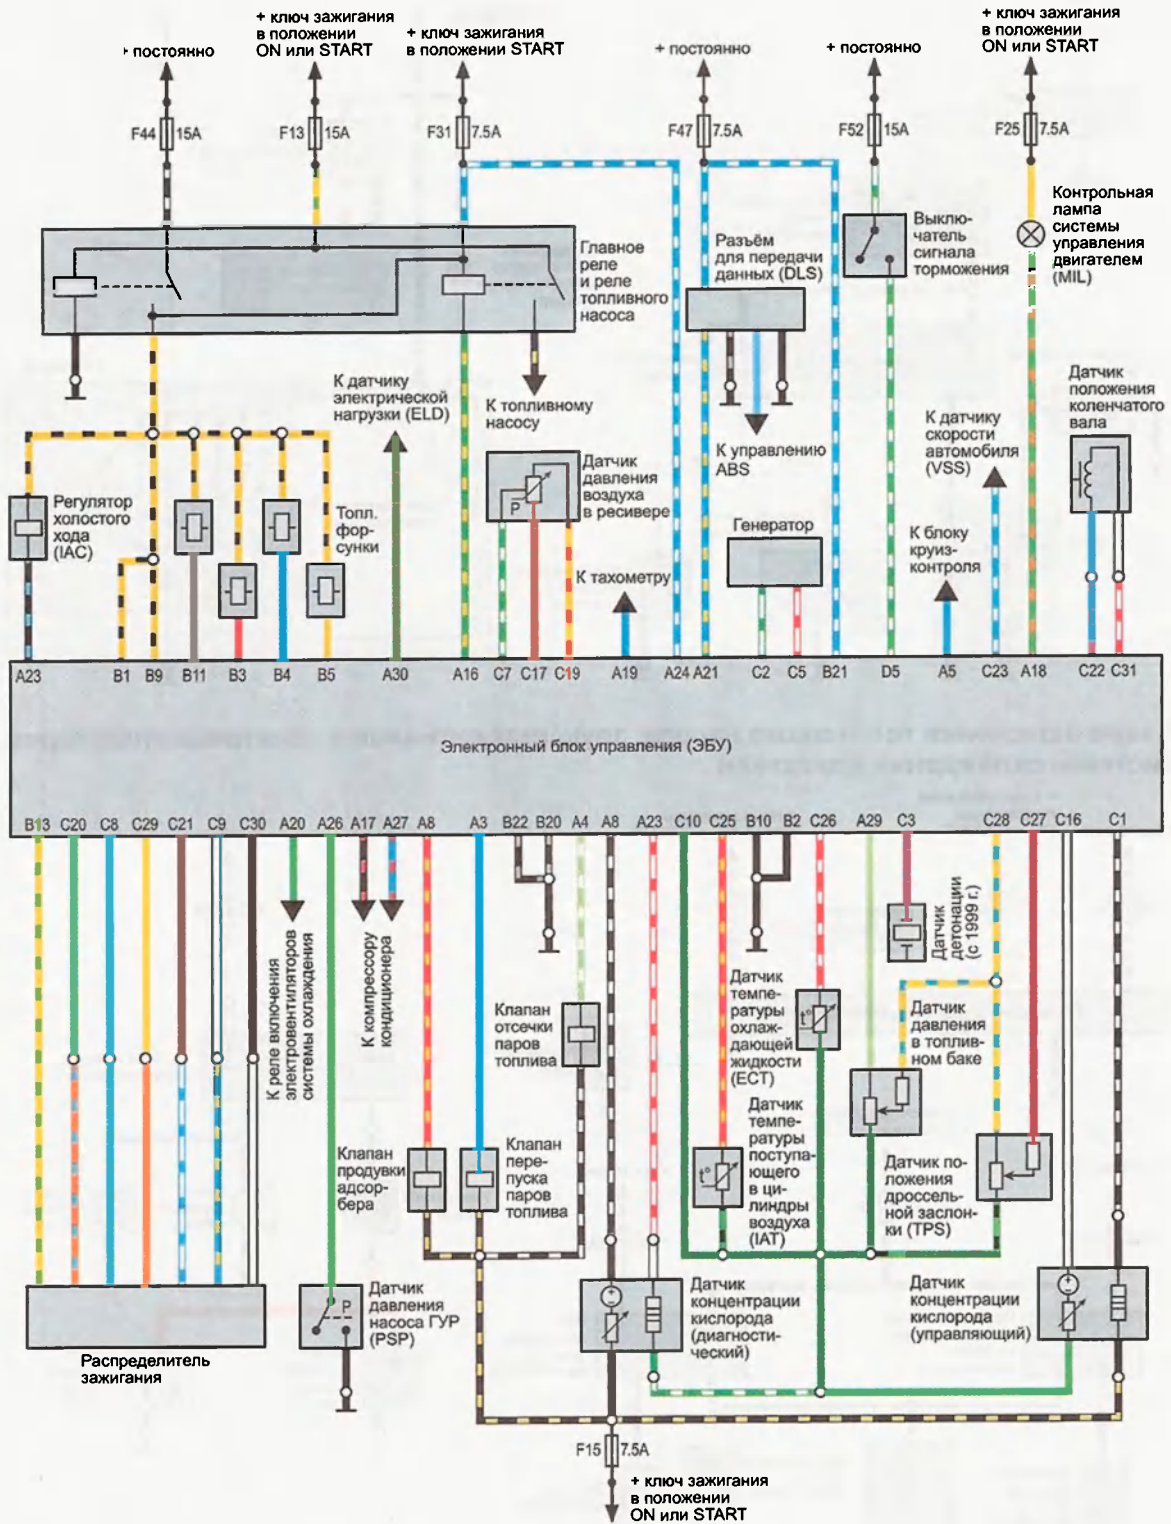 + постоянно
+ ключ зажигания
в положении
ON или START
+ ключ зажигания
в положении START
+ постоянно
+ постоянно
+ ключ зажигания
в положении
ON или START
F44 15A
F13 15A
F31 7.5A
F47 7.5A
F52 15A
F25 7.5A
Главное
реле
и реле
топливного
насоса
Разъём
для передачи
данных (DLS)
Выклю-
чатель
сигнала
торможения
Контрольная
лампа
системы
управления
двигателем
(MIL)
К датчику
электрической
нагрузки (ELD)
К топливному
насосу
К управлению
ABS
К датчику
скорости
автомобиля
(VSS)
Датчик
положения
коленчатого
вала
Регулятор
холостого
хода
(IAC)
Топл.
фор-
сунки
P
Датчик
давления
воздуха
в ресивере
К тахометру
Генератор
К блоку
круиз-
контроля
A23 B1 B9 B11 B3 B4 B5 A30 A16 C7 C17 C19 A19 A24 A21 C2 C5 B21 D5 A5 C23 A18 C22 C31
Электронный блок управления (ЭБУ)
B13 C20 C8 C29 C21 C9 C30 A20 A26 A17 A27 A8 A3 B22 B20 A4 A8 A23 C10 C25 B10 B2 C26 A29 C3 C28 C27 C16 C1
К реле включения
электровентиляторов
системы охлаждения
К компрессору
кондиционера
Клапан
отсечки
паров
топлива
Датчик
темпе-
ратуры
охлаж-
дающей
жидкости
(ECT)
t°
Датчик
детонации
(с 1999 г.)
Датчик
давления
в топлив-
ном баке
Клапан
продувки
адсор-
бера
Клапан
пере-
пуска
паров
топлива
t°
Датчик
темпе-
ратуры
поступа-
ющего
в ци-
линдры
воздуха
(IAT)
Датчик по-
ложения
дроссель-
ной заслон-
ки (TPS)
Распределитель
зажигания
P
Датчик
давления
насоса ГУР
(PSP)
Датчик
концентрации
кислорода
(диагности-
ческий)
Датчик
концентрации
кислорода
(управляющий)
F15 7.5A
+ ключ зажигания
в положении
ON или START